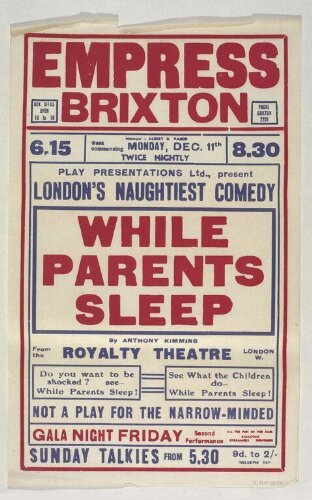 EMPRESS
BRIXTON
BOX OFFICE OPEN 10 to 10
PHONE BRIXTON
6.15
Manager
Week commencing MONDAY, DEC. 11th
TWICE NIGHTLY
8.30
PLAY PRESENTATIONS Ltd., present
LONDON'S NAUGHTIEST COMEDY
WHILE
PARENTS
SLEEP
By ANTHONY KIMMINS
From the ROYALTY THEATRE LONDON W.
Do you want to be shocked? see—
While Parents Sleep!
See What the Children do—
While Parents Sleep!
NOT A PLAY FOR THE NARROW-MINDED
GALA NIGHT FRIDAY Second Performance
SUNDAY TALKIES FROM 5.30
9d. to 2/-
INCLUDING TAX